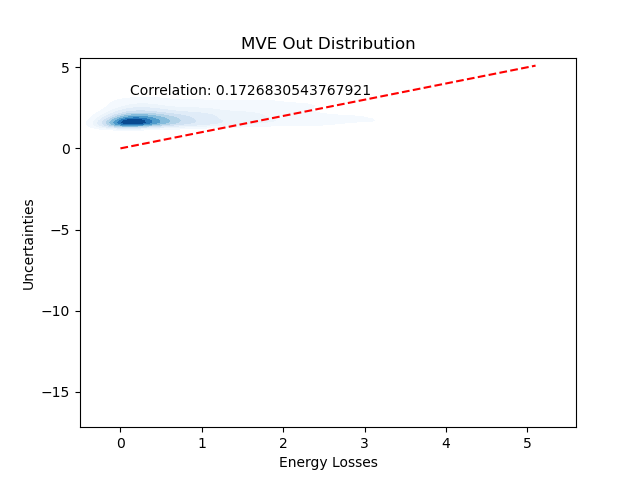 MVE Out Distribution
Correlation: 0.1726830543767921
5
0
−5
−10
−15
Uncertainties
0 1 2 3 4 5
Energy Losses